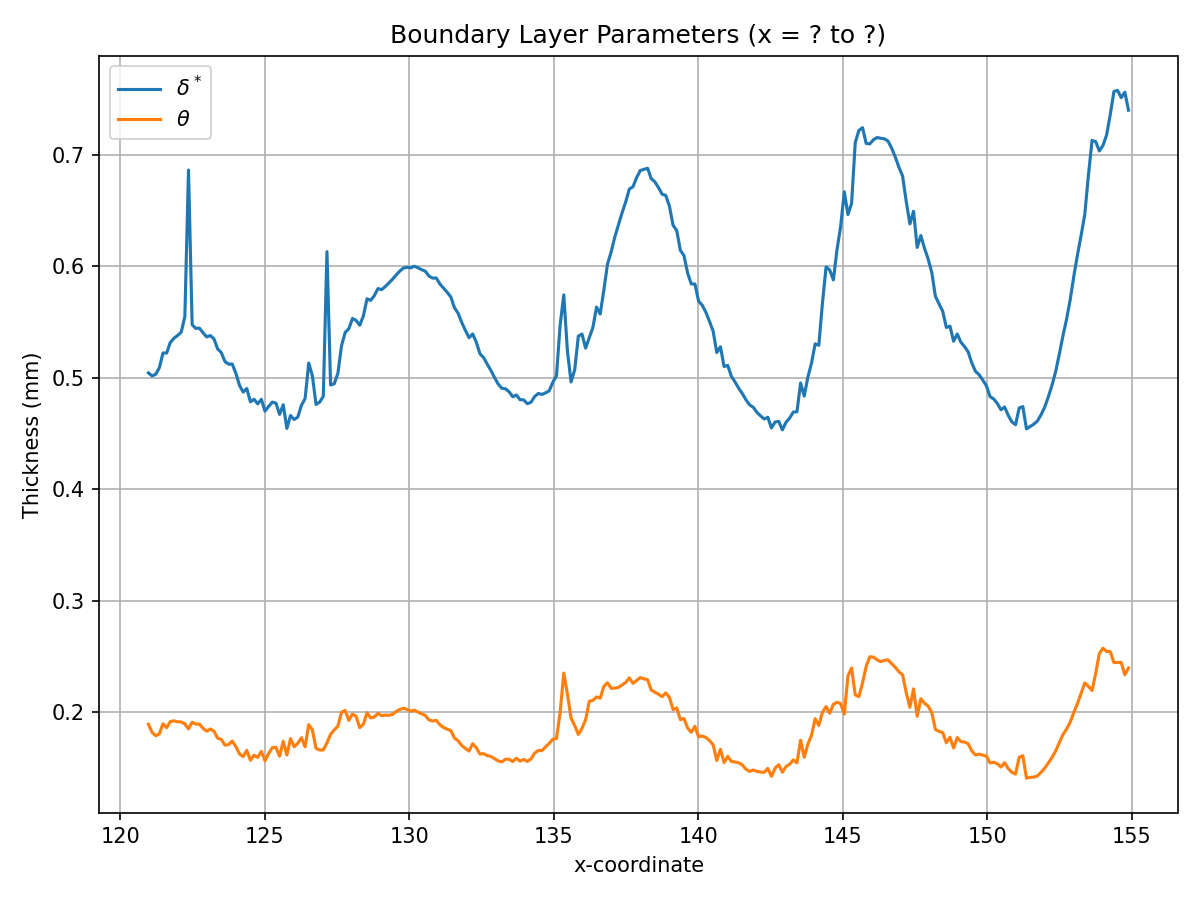 Boundary Layer Parameters (x = ? to ?)
δ*
θ
Thickness (mm)
0.7
0.6
0.5
0.4
0.3
0.2
120 125 130 135 140 145 150 155
x-coordinate